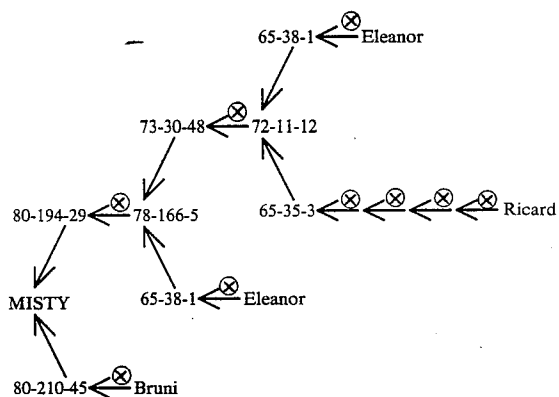 65-38-1 Eleanor
73-30-48 72-11-12
65-35-3 Ricard
80-194-29 78-166-5
65-38-1 Eleanor
MISTY
80-210-45 Bruni